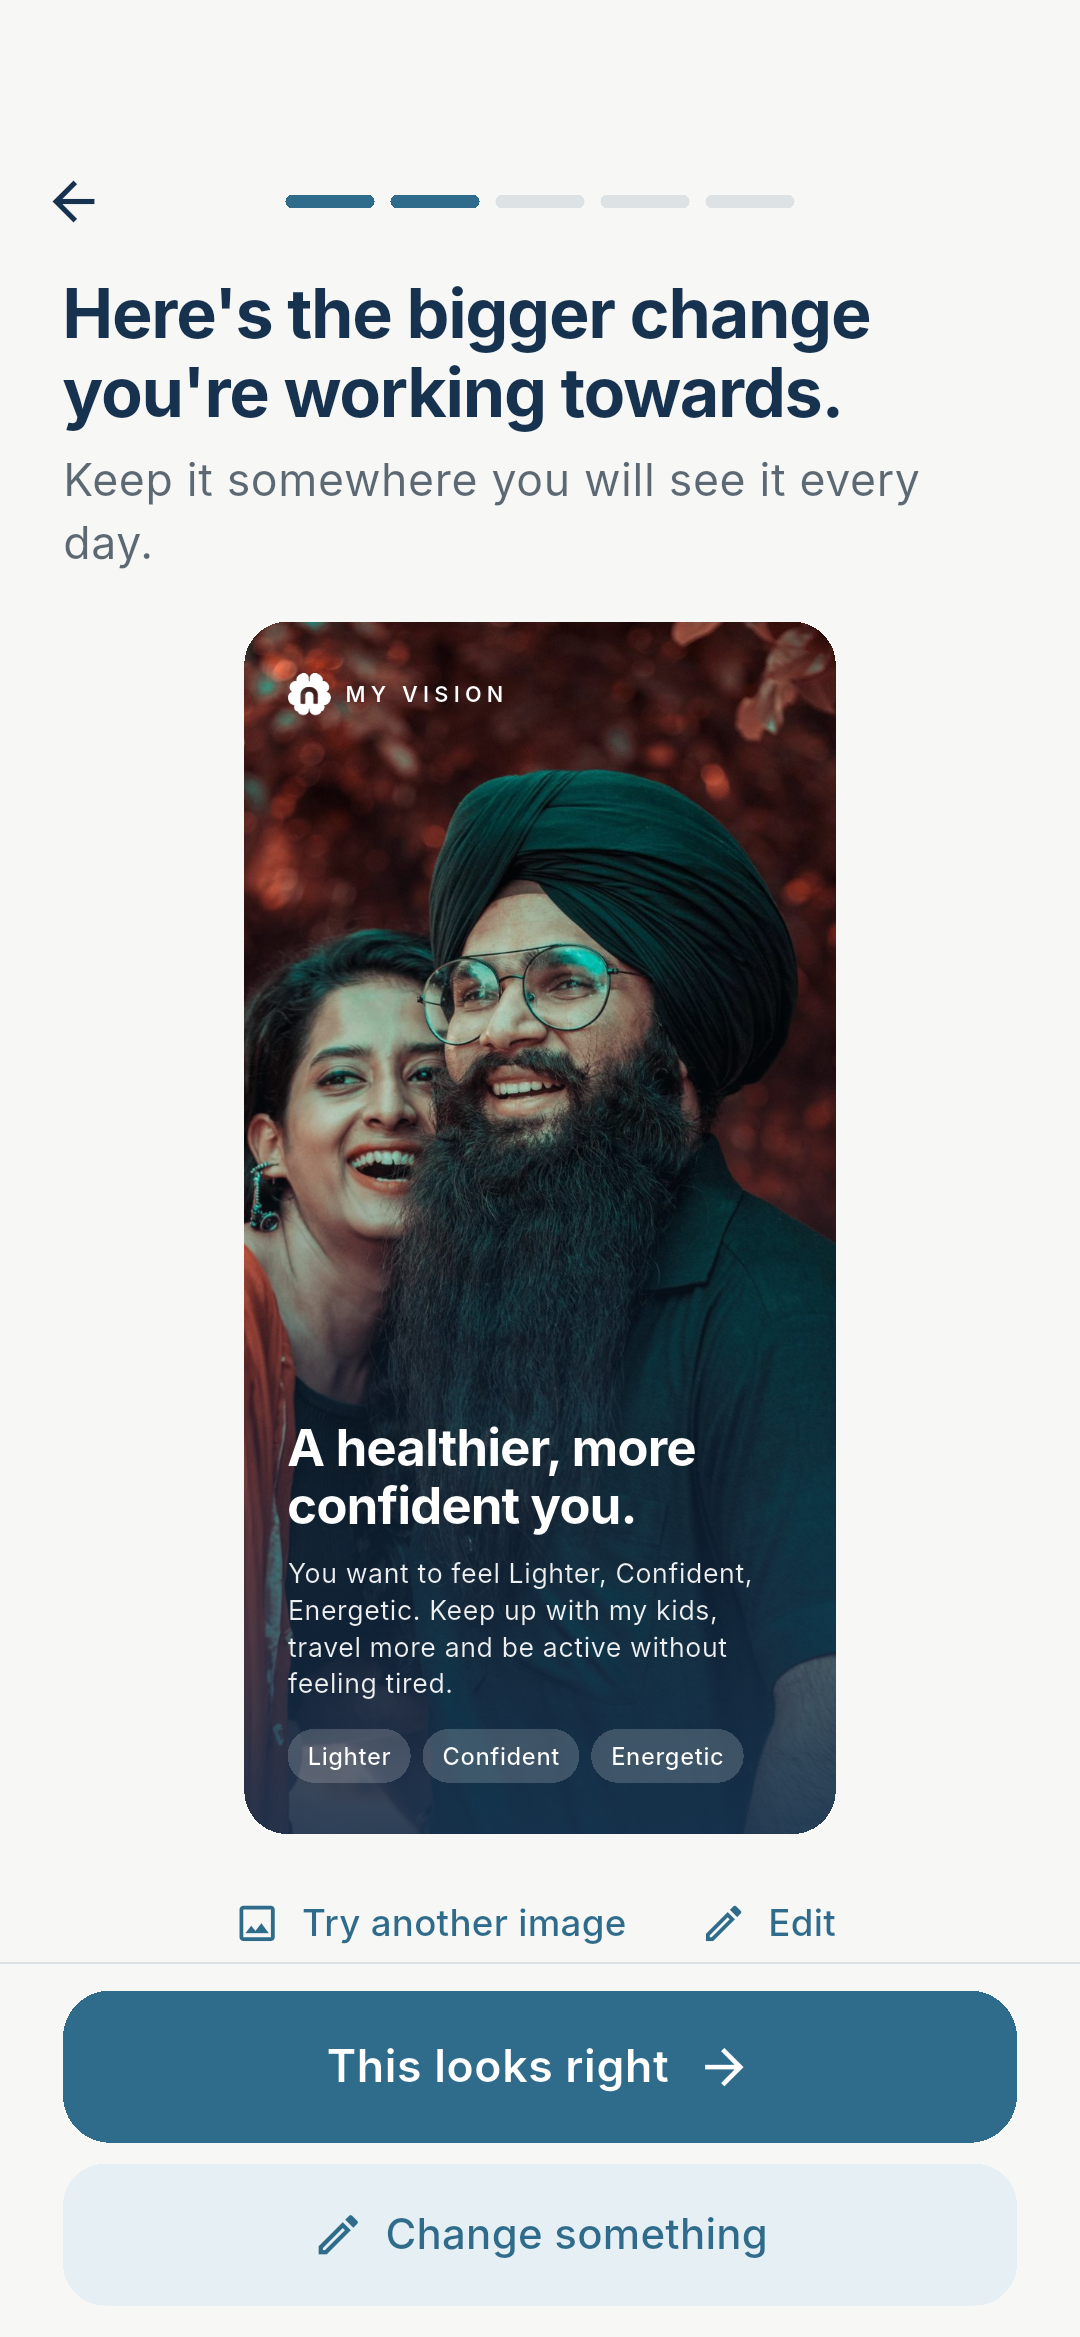 Here's the bigger change
you're working towards.
Keep it somewhere you will see it every
day.
MY VISION
A healthier, more
confident you.
You want to feel Lighter, Confident,
Energetic. Keep up with my kids,
travel more and be active without
feeling tired.
Lighter Confident Energetic
Try another image Edit
This looks right
Change something